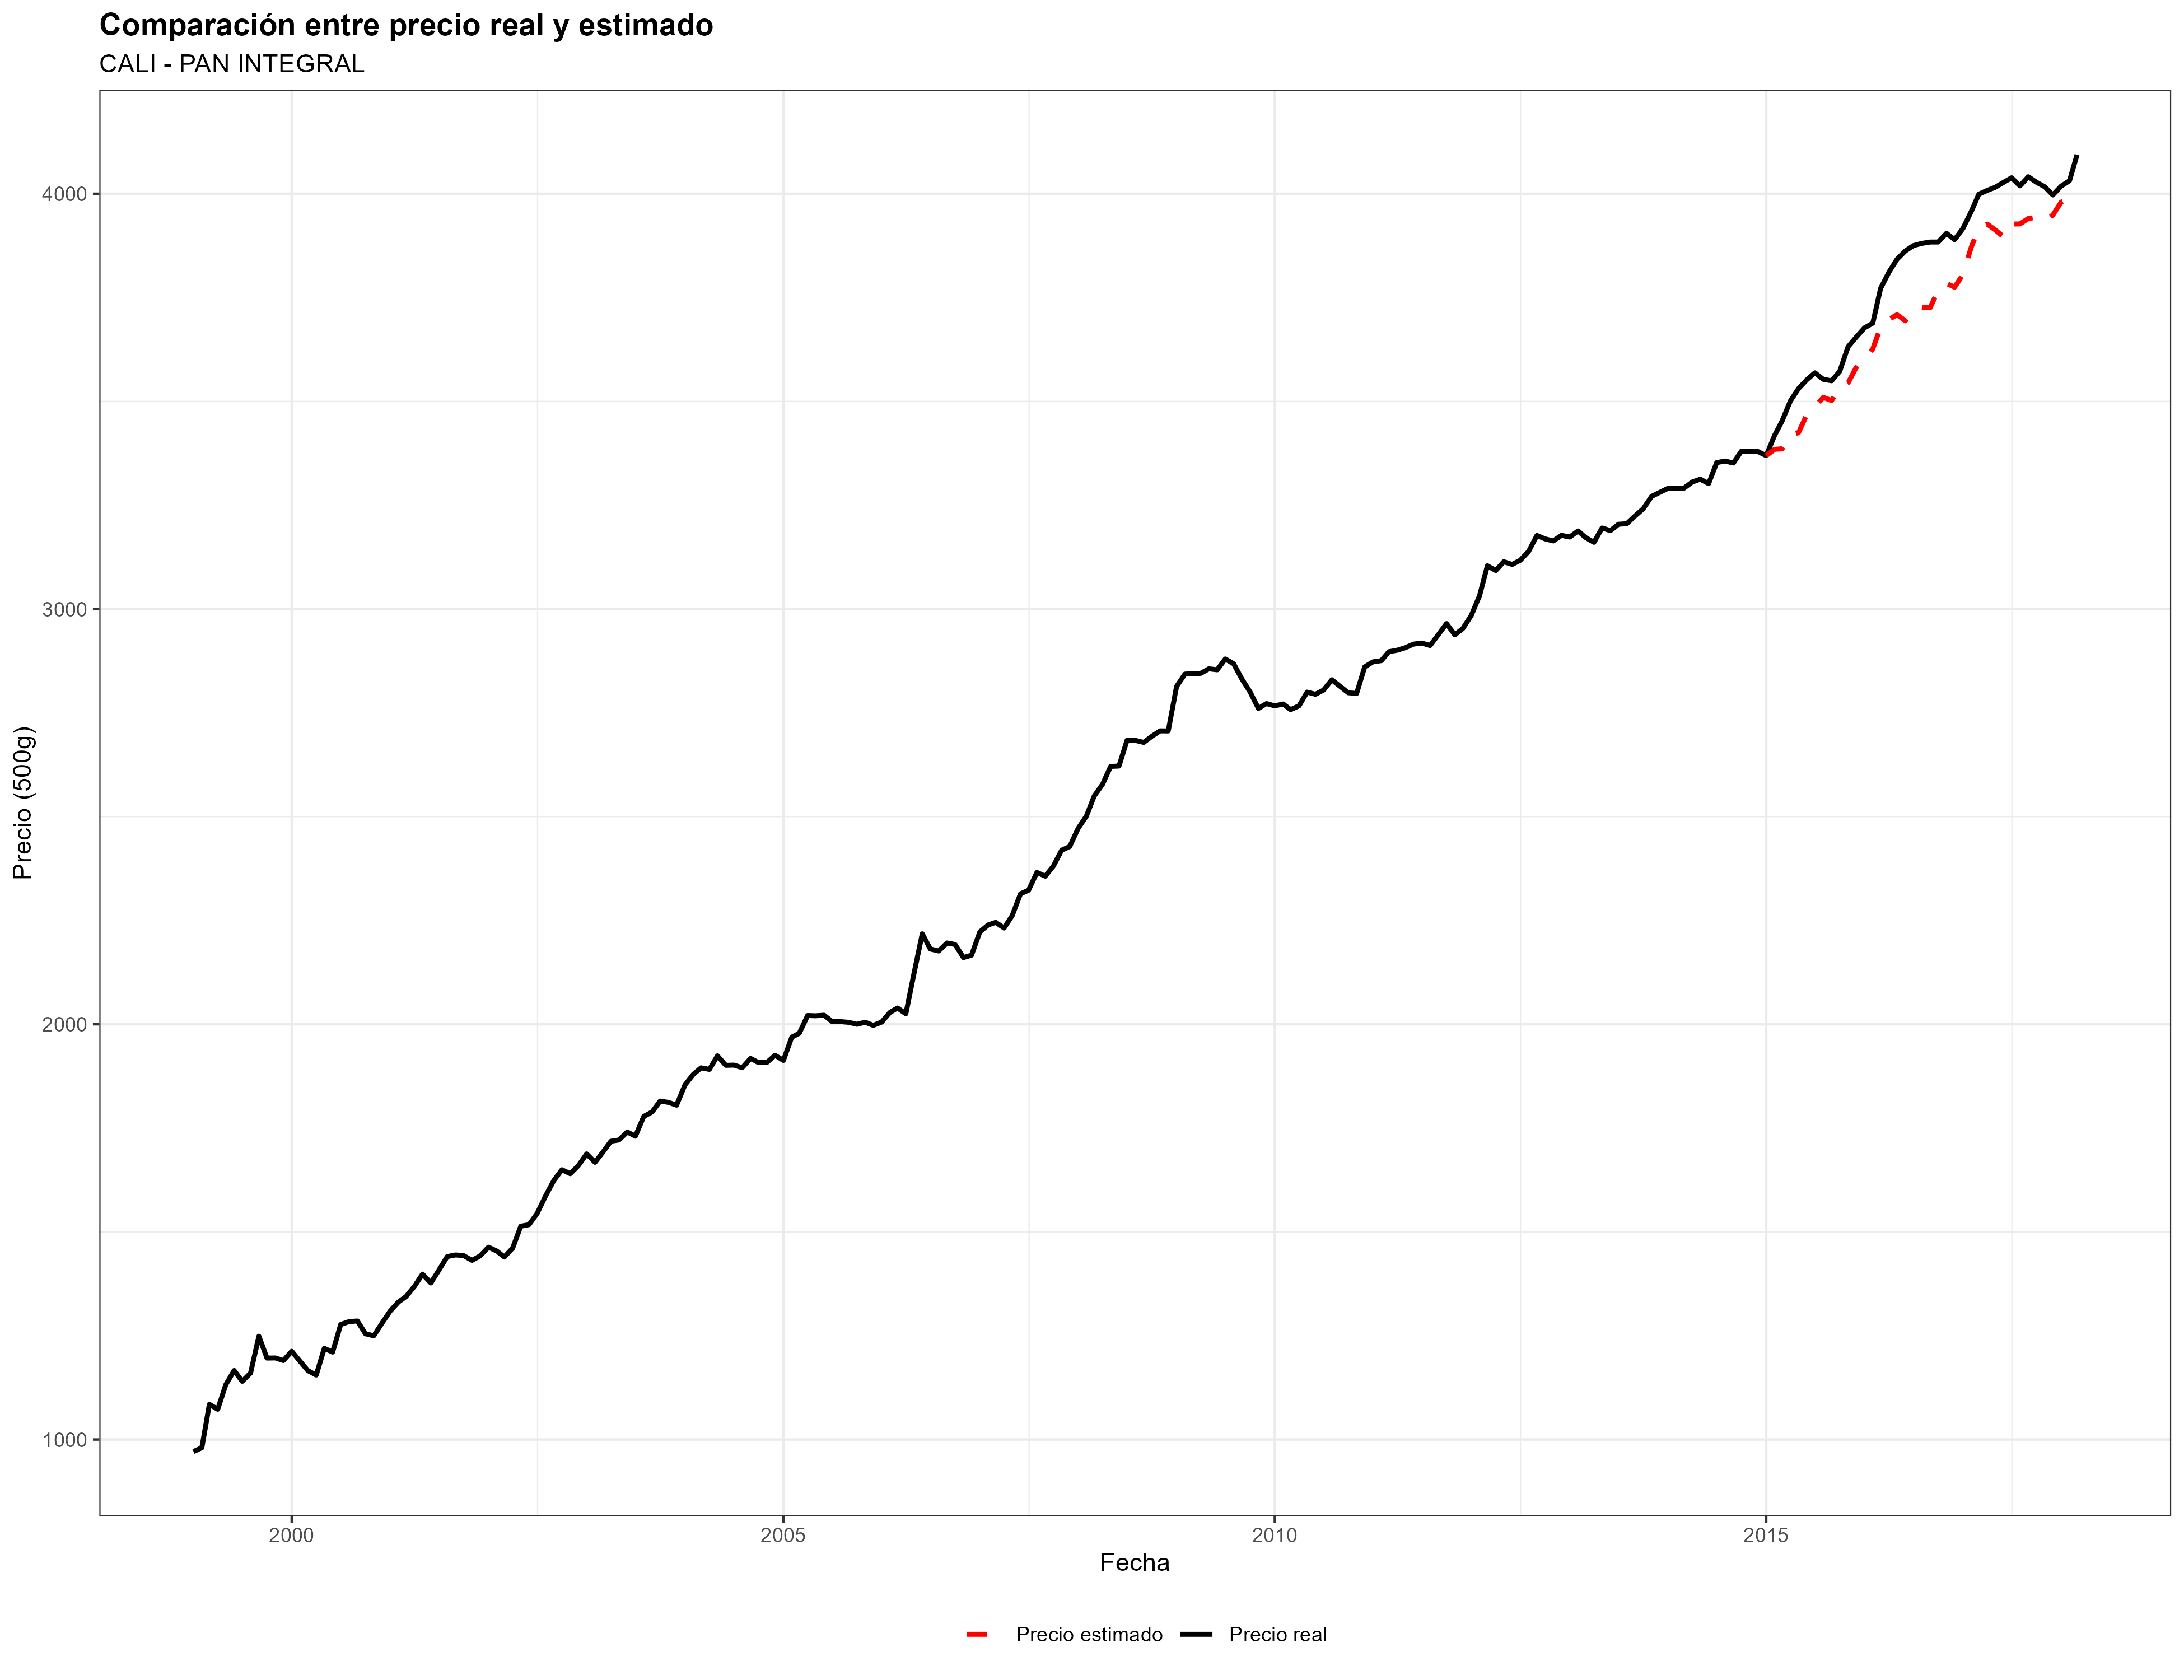 Comparación entre precio real y estimado
CALI - PAN INTEGRAL
4000
3000
2000
1000
Precio (500g)
2000
2005
2010
2015
Fecha
Precio estimado
Precio real